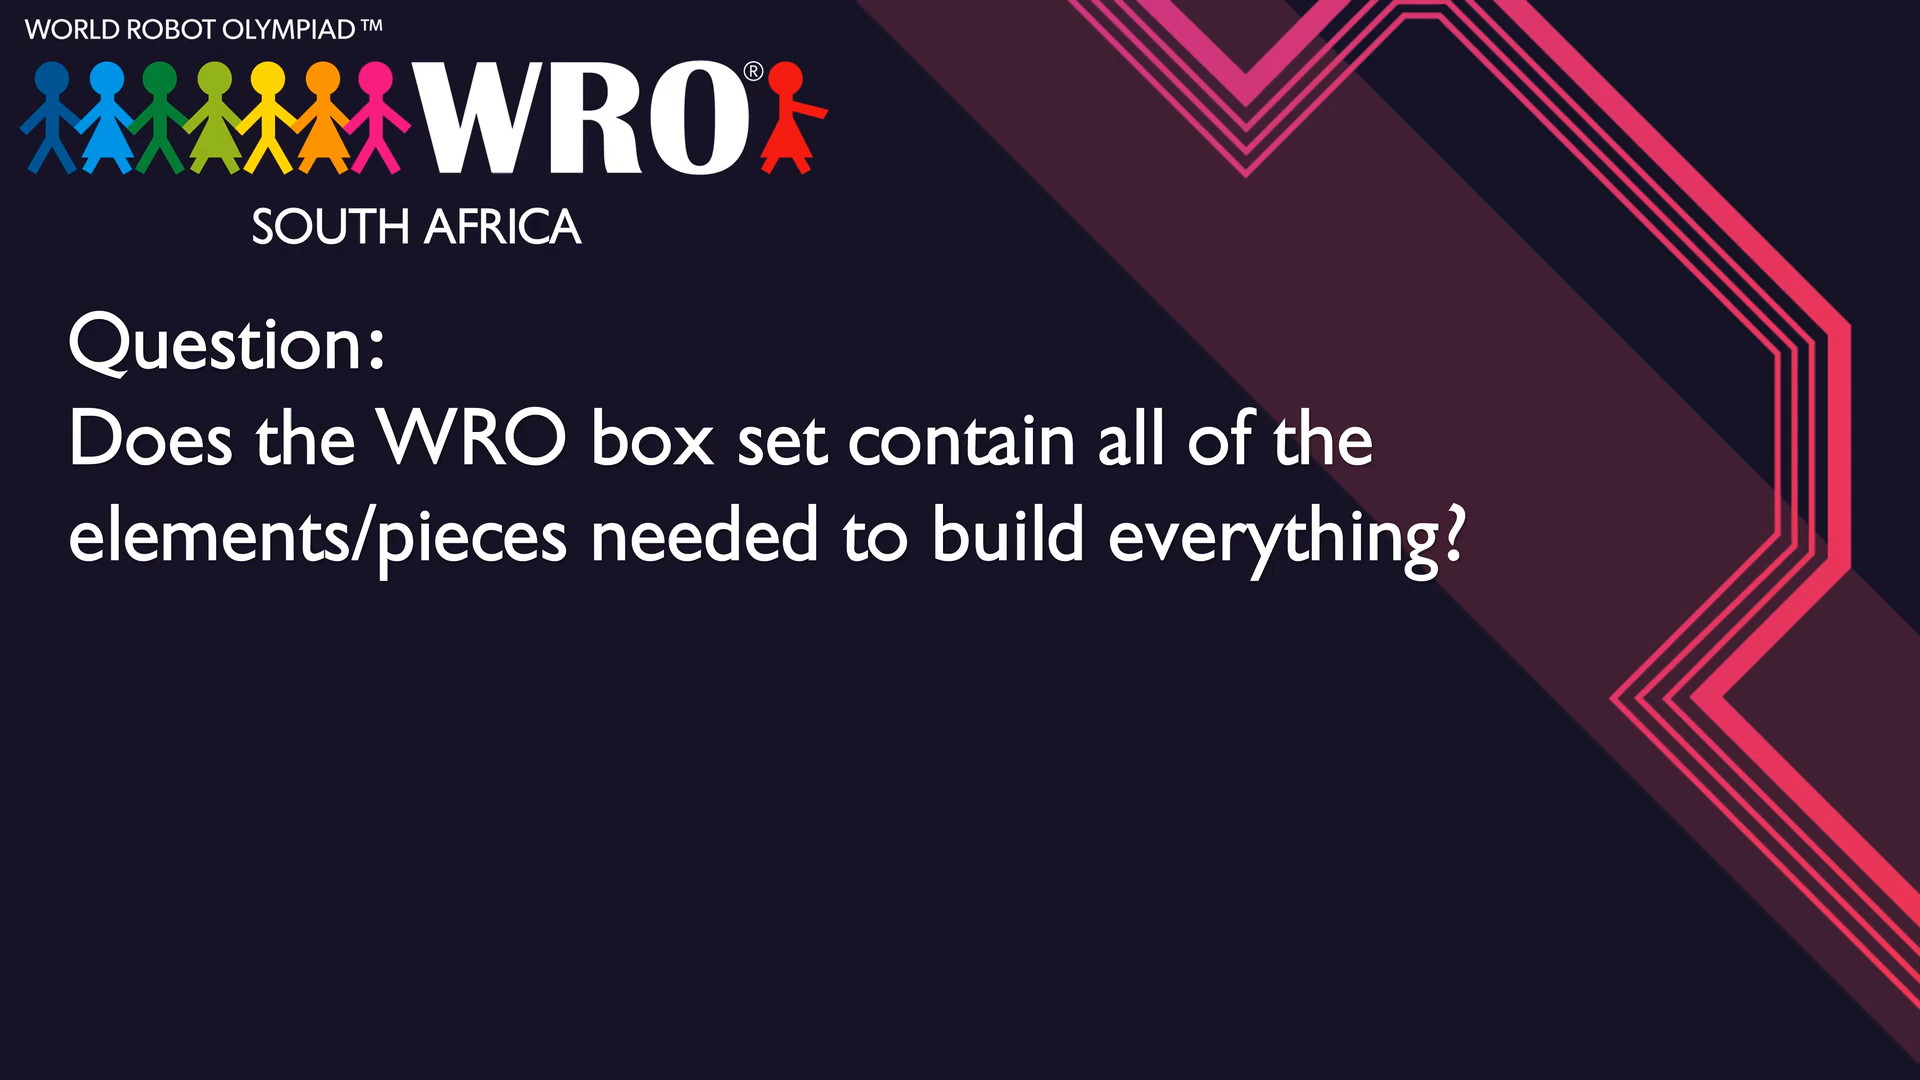 WORLD ROBOT OLYMPIAD™
WRO®
SOUTH AFRICA
Question:
Does the WRO box set contain all of the
elements/pieces needed to build everything?